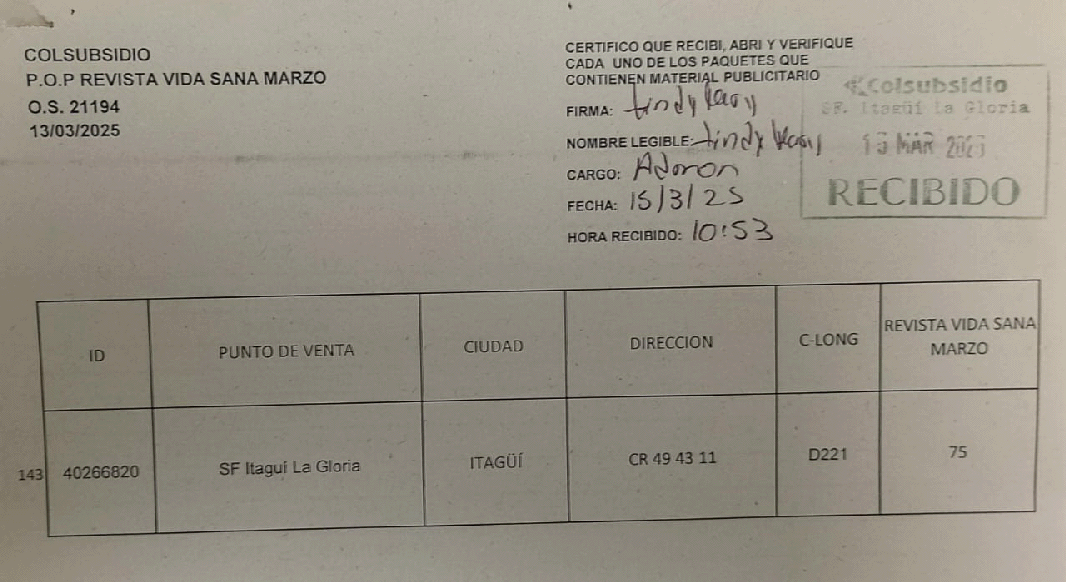 COLSUBSIDIO
P.O.P REVISTA VIDA SANA MARZO
O.S. 21194
13/03/2025
CERTIFICO QUE RECIBI, ABRI Y VERIFIQUE
CADA UNO DE LOS PAQUETES QUE
CONTIENEN MATERIAL PUBLICITARIO
FIRMA:
NOMBRE LEGIBLE:
CARGO:
FECHA: 15/3/25
HORA RECIBIDO: 10:53
Colsubsidio
SF. Itagüí La Gloria
MAR
RECIBIDO
ID PUNTO DE VENTA CIUDAD DIRECCION C-LONG REVISTA VIDA SANA
MARZO
143 40266820 SF Itagui La Gloria ITAGÜÍ CR 49 43 11 D221 75